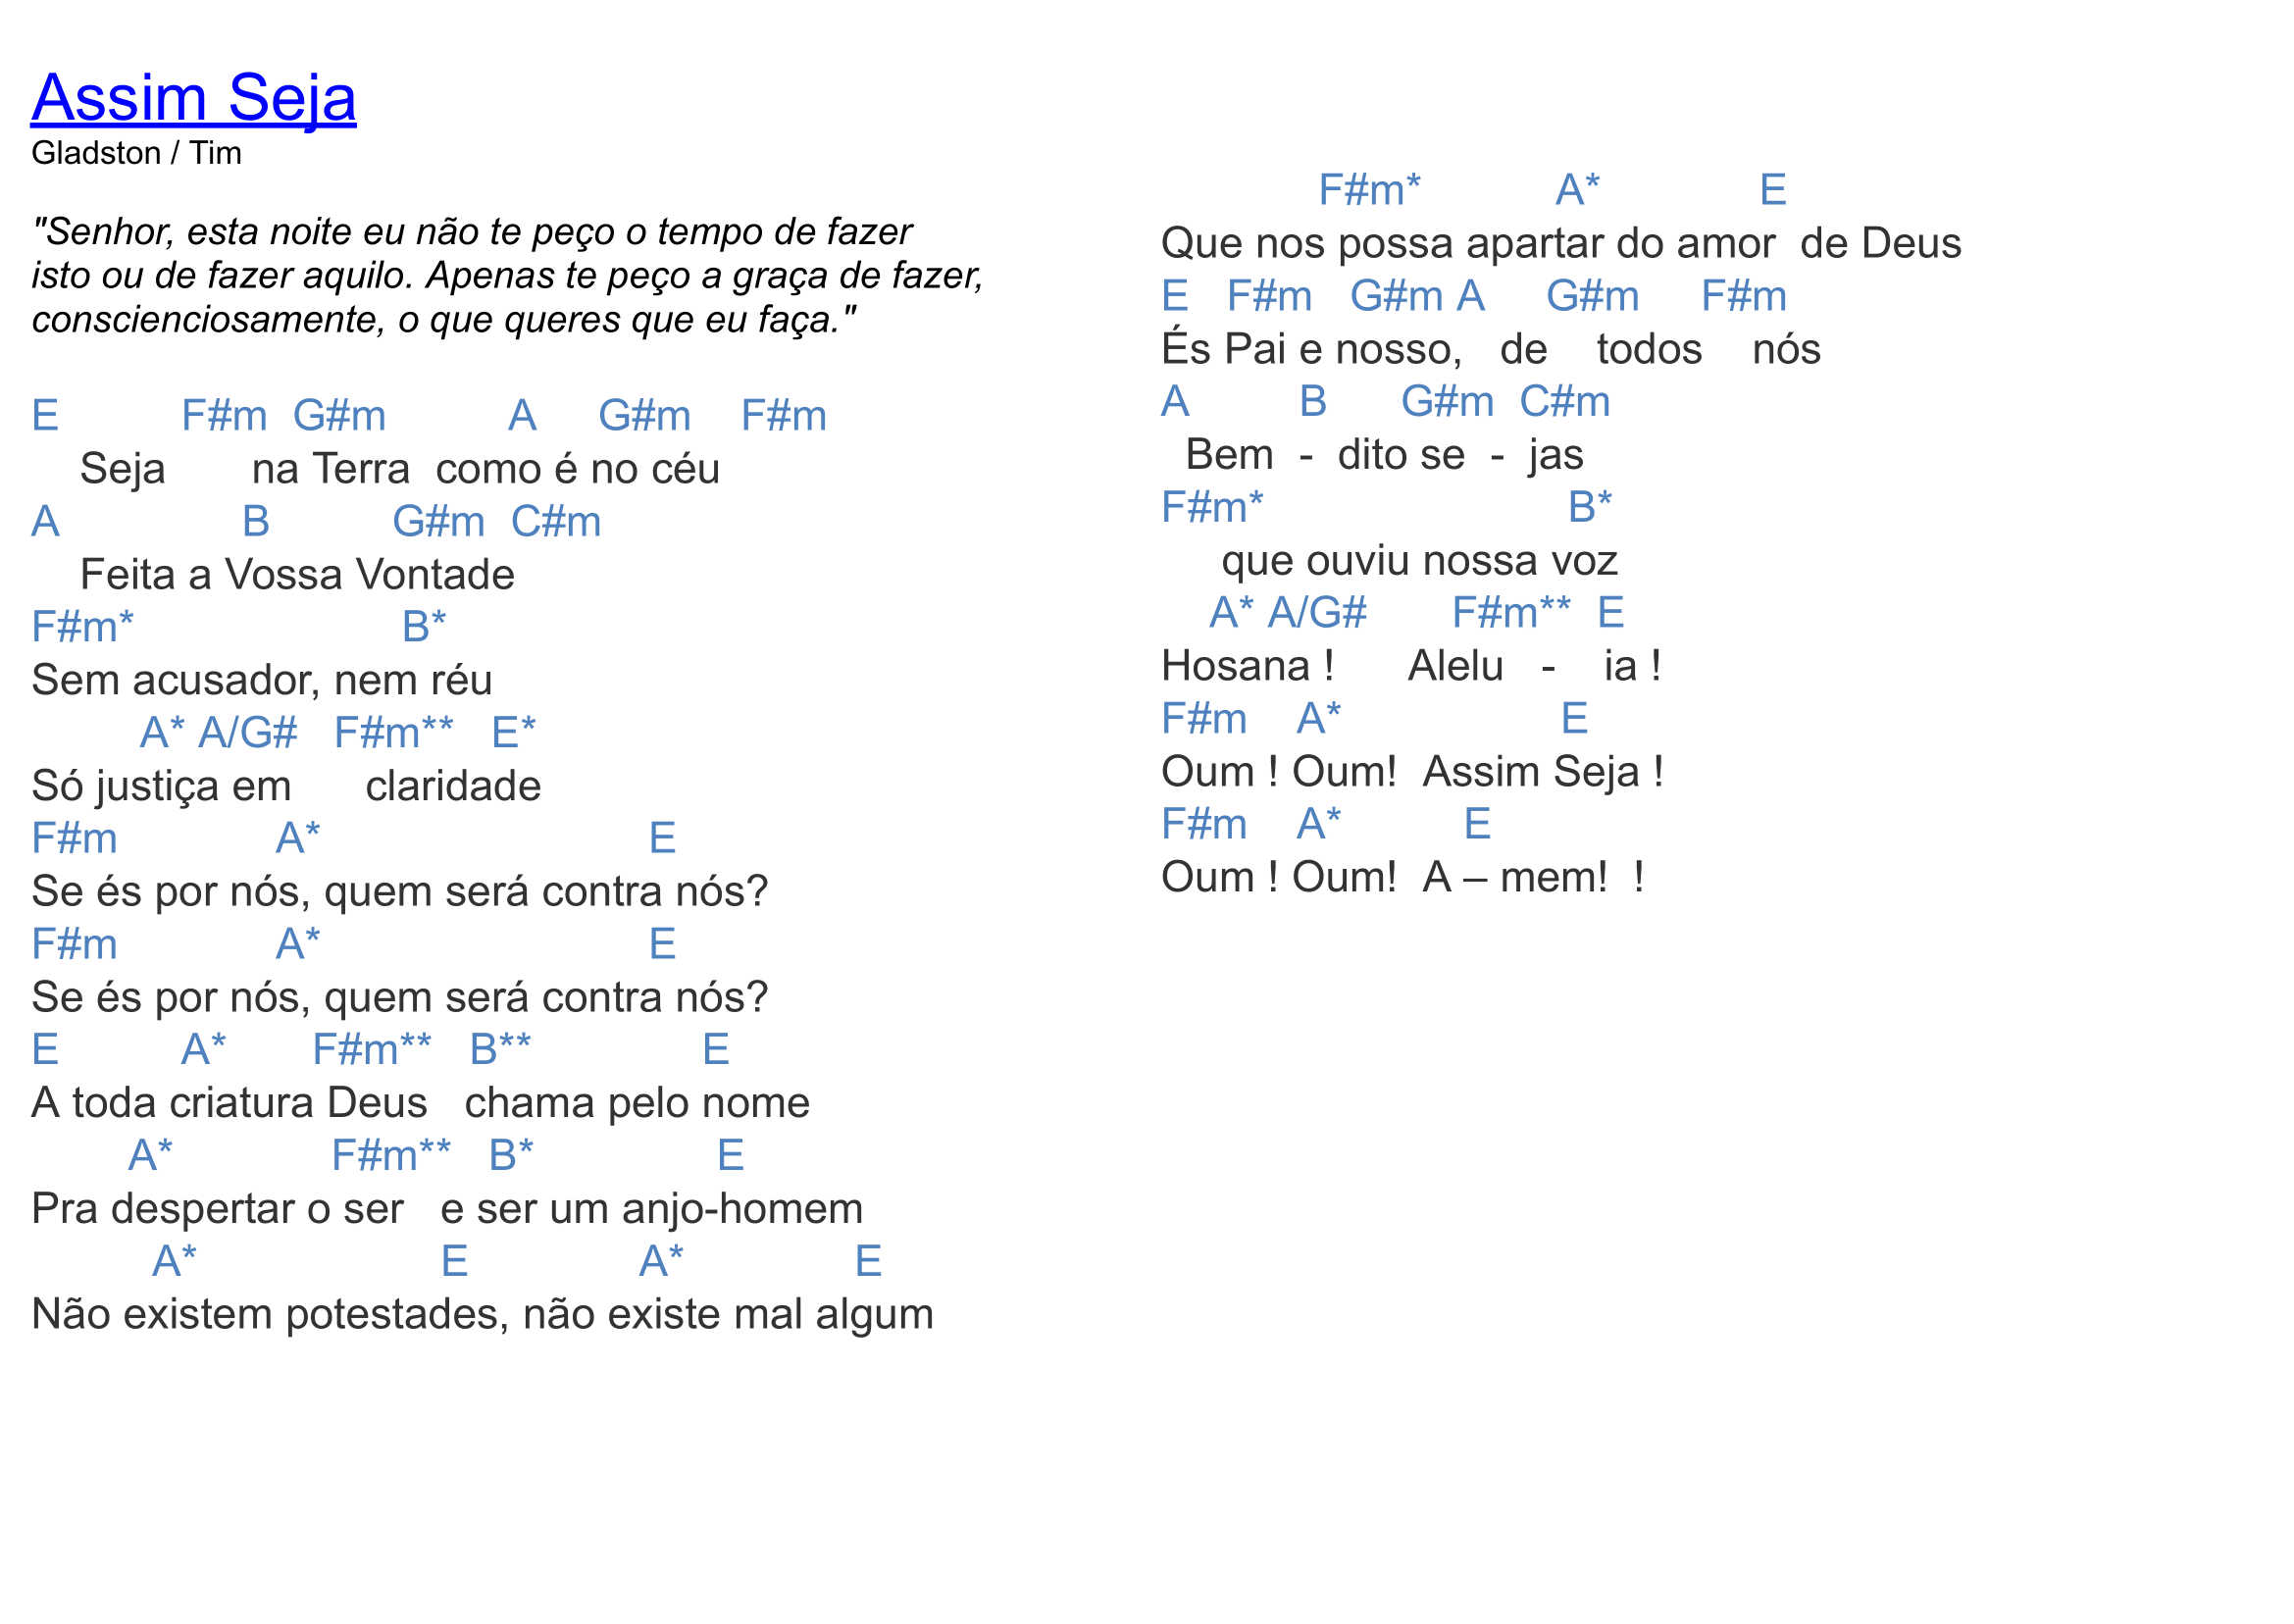 Assim Seja
Gladston / Tim
"Senhor, esta noite eu não te peço o tempo de fazer
isto ou de fazer aquilo. Apenas te peço a graça de fazer,
conscienciosamente, o que queres que eu faça."
E          F#m  G#m          A     G#m    F#m
    Seja       na Terra  como é no céu
A               B          G#m  C#m
    Feita a Vossa Vontade
F#m*                      B*
Sem acusador, nem réu
         A* A/G#   F#m**   E*
Só justiça em      claridade
F#m             A*                           E
Se és por nós, quem será contra nós?
F#m             A*                           E
Se és por nós, quem será contra nós?
E          A*       F#m**   B**              E
A toda criatura Deus   chama pelo nome
        A*             F#m**   B*               E
Pra despertar o ser   e ser um anjo-homem
          A*                    E              A*              E
Não existem potestades, não existe mal algum
             F#m*           A*             E
Que nos possa apartar do amor  de Deus
E   F#m   G#m A     G#m     F#m
És Pai e nosso,   de    todos    nós
A         B      G#m  C#m
  Bem  -  dito se  -  jas
F#m*                         B*
     que ouviu nossa voz
    A* A/G#       F#m**  E
Hosana !      Alelu   -    ia !
F#m    A*                  E
Oum ! Oum!  Assim Seja !
F#m    A*          E
Oum ! Oum!  A – mem!  !